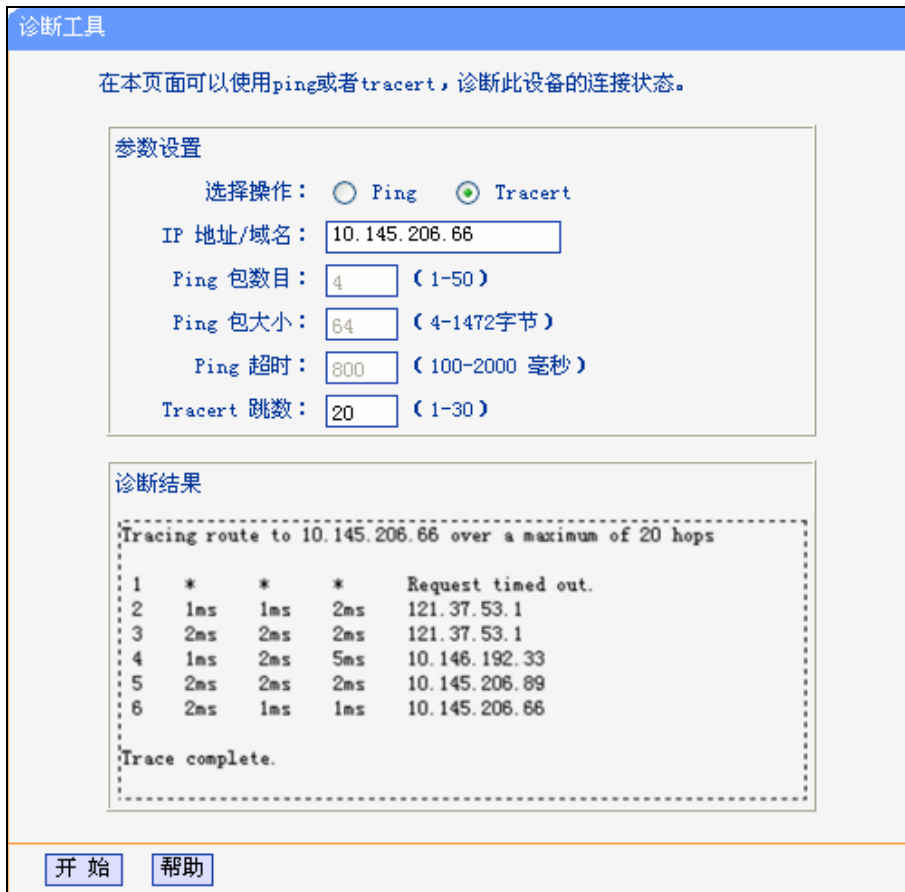 诊断工具
在本页面可以使用ping或者tracert，诊断此设备的连接状态。
参数设置
选择操作： Ping Tracert
IP 地址/域名： 10.145.206.66
Ping 包数目： 4 (1-50)
Ping 包大小： 64 (4-1472字节)
Ping 超时： 800 (100-2000 毫秒)
Tracert 跳数： 20 (1-30)
诊断结果
Tracing route to 10.145.206.66 over a maximum of 20 hops
1 * * * Request timed out.
2 1ms 1ms 2ms 121.37.53.1
3 2ms 2ms 2ms 121.37.53.1
4 1ms 2ms 5ms 10.146.192.33
5 2ms 2ms 2ms 10.145.206.89
6 2ms 1ms 1ms 10.145.206.66
Trace complete.
开 始 帮助